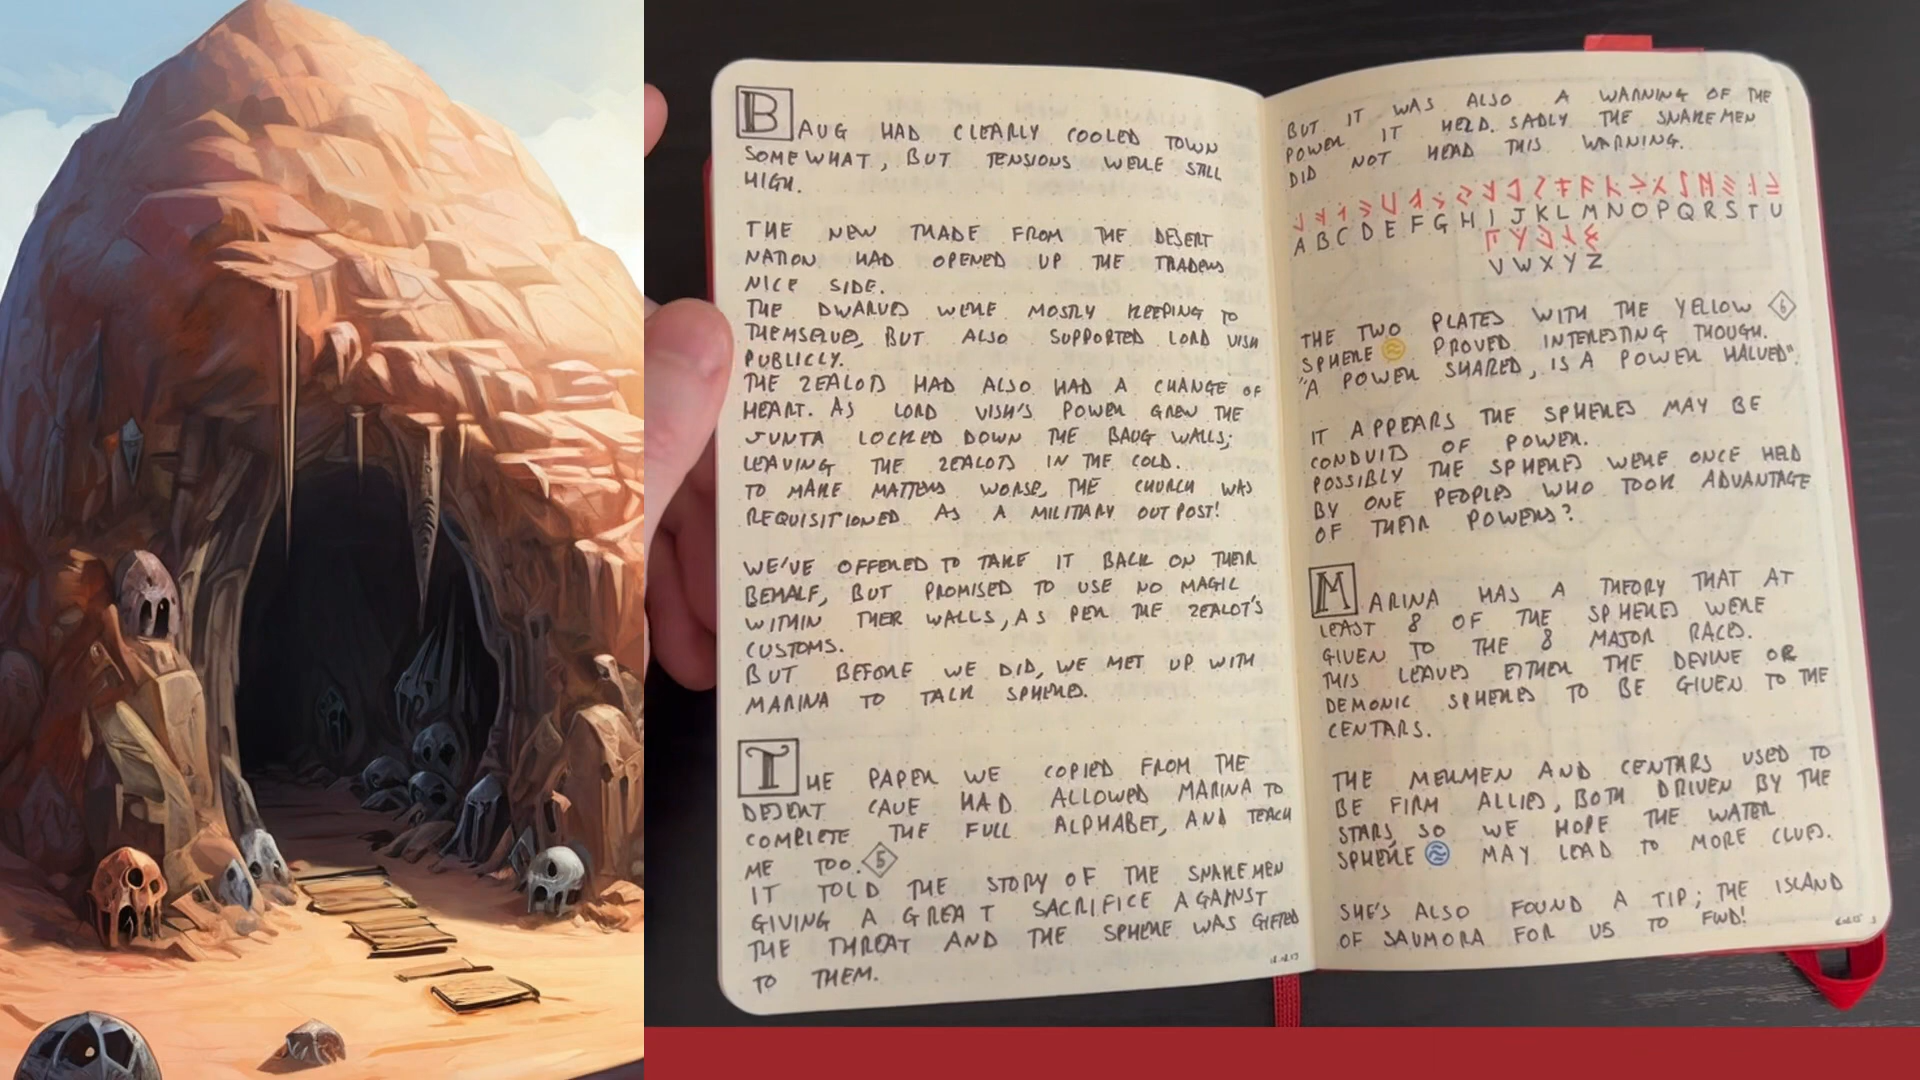 BAUG HAD CLEARLY COOLED TOWN
SOMEWHAT, BUT TENSIONS WERE STILL
HIGH.
THE NEW TRADE FROM THE DESERT
NATION HAD OPENED UP THE TRADERS
NICE SIDE.
THE DWARVES WERE MOSTLY KEEPING TO
THEMSELVES, BUT ALSO SUPPORTED LORD VISH
PUBLICLY.
THE ZEALOTS HAD ALSO HAD A CHANGE OF
HEART. AS LORD VISH'S POWER GREW THE
JUNTA LOCKED DOWN THE BAUG WALLS;
LEAVING THE ZEALOTS IN THE COLD.
TO MAKE MATTERS WORSE, THE CHURCH WAS
REQUISITIONED AS A MILITARY OUTPOST!
WE'VE OFFERED TO TAKE IT BACK ON THEIR
BEHALF, BUT PROMISED TO USE NO MAGIC
WITHIN THER WALLS, AS PER THE ZEALOT'S
CUSTOMS.
BUT BEFORE WE DID, WE MET UP WITH
MARINA TO TALK SPHERES.
THE PAPER WE COPIED FROM THE
DESERT CAVE HAD ALLOWED MARINA TO
COMPLETE THE FULL ALPHABET, AND TEACH
ME TOO. 5
IT TOLD THE STORY OF THE SNAKEMEN
GIVING A GREAT SACRIFICE AGAINST
THE THREAT AND THE SPHERE WAS GIFTED
TO THEM.
BUT IT WAS ALSO A WARNING OF THE
POWER IT HELD. SADLY THE SNAKEMEN
DID NOT HEAD THIS WARNING.
A B C D E F G H I J K L M N O P Q R S T U
V W X Y Z
THE TWO PLATES WITH THE YELLOW 6
SPHERE PROVED INTERESTING THOUGH.
"A POWER SHARED, IS A POWER HALVED".
IT APPEARS THE SPHERES MAY BE
CONDUITS OF POWER.
POSSIBLY THE SPHERES WERE ONCE HELD
BY ONE PEOPLES WHO TOOK ADVANTAGE
OF THEIR POWERS?
MARINA HAS A THEORY THAT AT
LEAST 8 OF THE SPHERES WERE
GIVEN TO THE 8 MAJOR RACES.
THIS LEAVES EITHER THE DEVINE OR
DEMONIC SPHERES TO BE GIVEN TO THE
CENTARS.
THE MERMEN AND CENTARS USED TO
BE FIRM ALLIES, BOTH DRIVEN BY THE
STARS, SO WE HOPE THE WATER
SPHERE MAY LEAD TO MORE CLUES.
SHE'S ALSO FOUND A TIP; THE ISLAND
OF SAUMORA FOR US TO FIND!